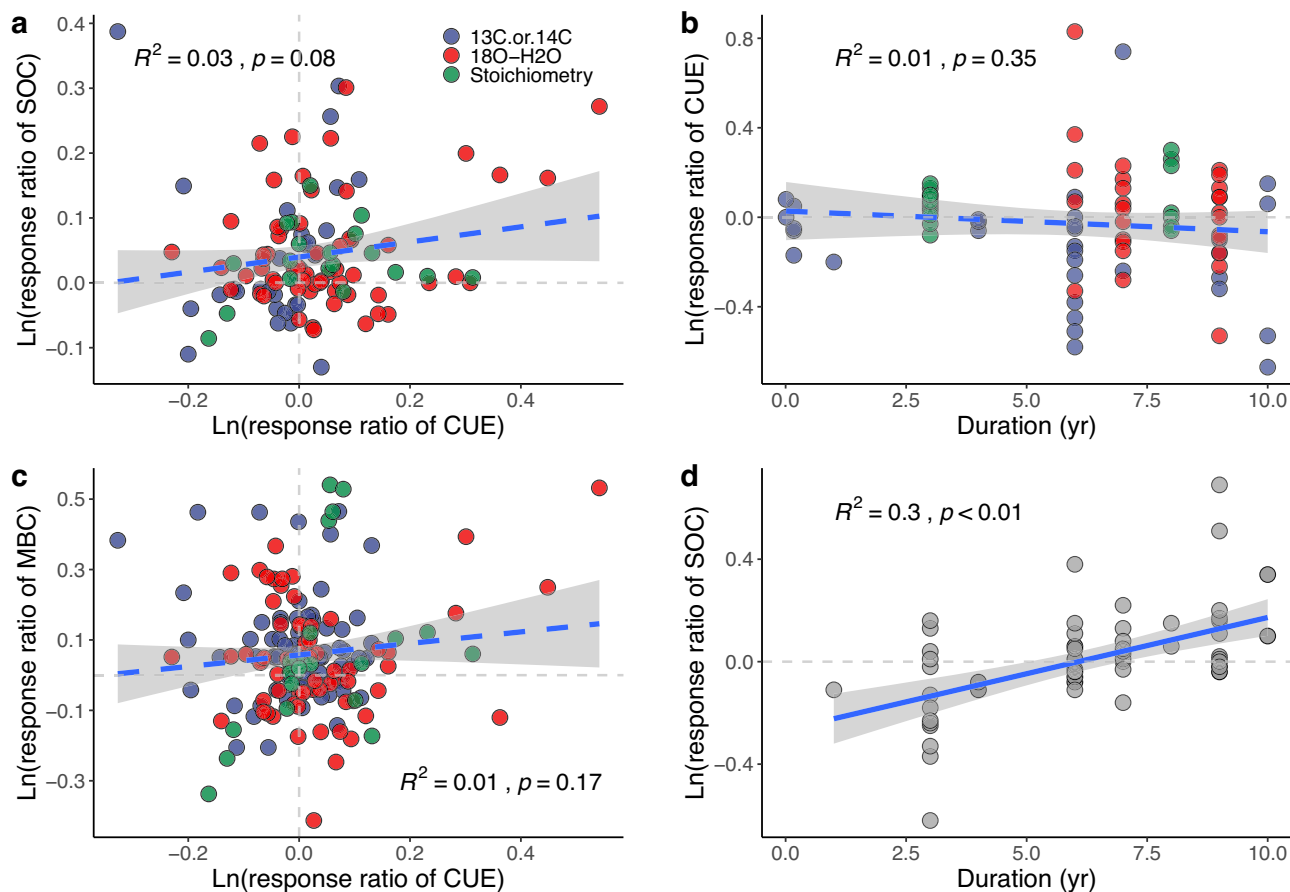 a
R² = 0.03 , p = 0.08
13C.or.14C
18O−H2O
Stoichiometry
Ln(response ratio of SOC)
0.4
0.3
0.2
0.1
0.0
−0.1
−0.2 0.0 0.2 0.4
Ln(response ratio of CUE)
b
R² = 0.01 , p = 0.35
Ln(response ratio of CUE)
0.8
0.4
0.0
−0.4
0.0 2.5 5.0 7.5 10.0
Duration (yr)
c
Ln(response ratio of MBC)
0.5
0.3
0.1
−0.1
−0.3
R² = 0.01 , p = 0.17
−0.2 0.0 0.2 0.4
Ln(response ratio of CUE)
d
R² = 0.3 , p < 0.01
Ln(response ratio of SOC)
0.4
0.0
−0.4
0.0 2.5 5.0 7.5 10.0
Duration (yr)